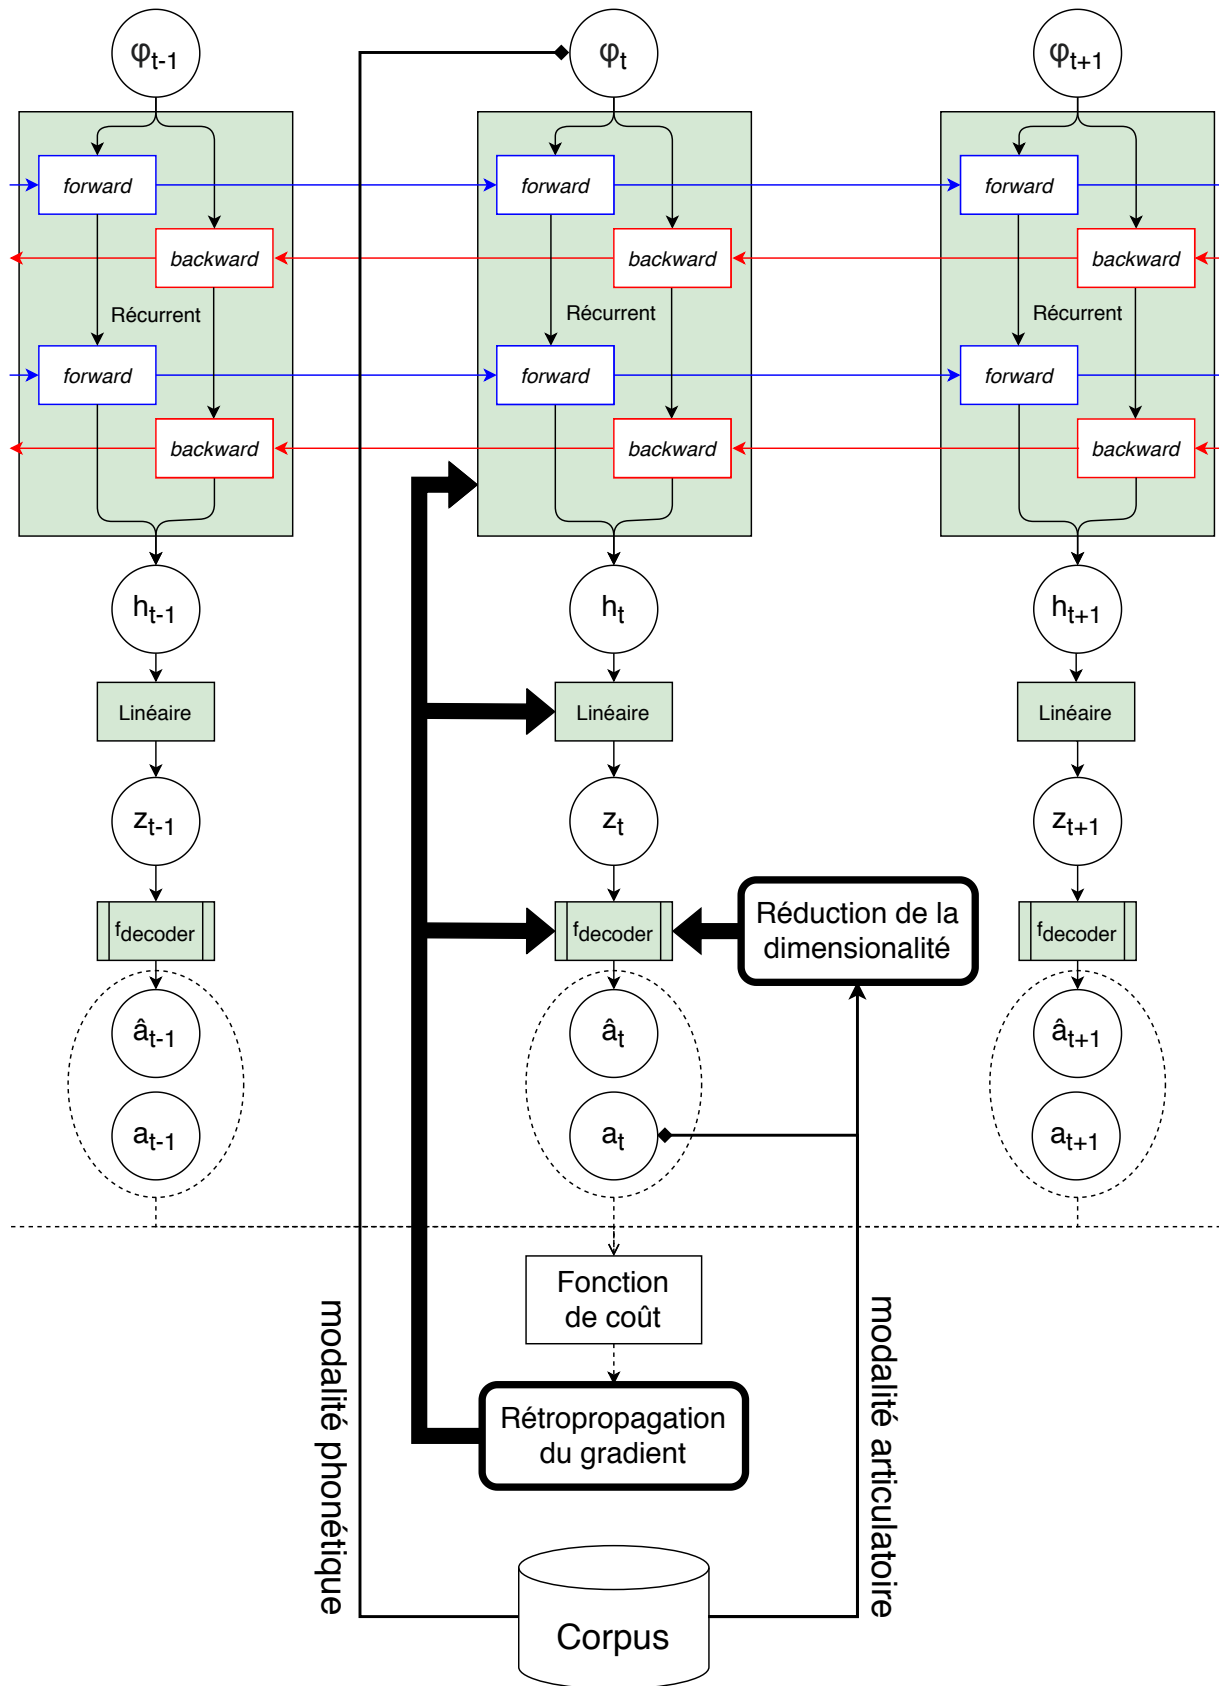 φt-1
φt
φt+1
forward
forward
forward
backward
backward
backward
Récurrent
Récurrent
Récurrent
forward
forward
forward
backward
backward
backward
ht-1
ht
ht+1
Linéaire
Linéaire
Linéaire
zt-1
zt
zt+1
fdecoder
fdecoder
Réduction de la
dimensionalité
fdecoder
ât-1
ât
ât+1
at-1
at
at+1
Fonction
de coût
modalité phonétique
modalité articulatoire
Rétropropagation
du gradient
Corpus